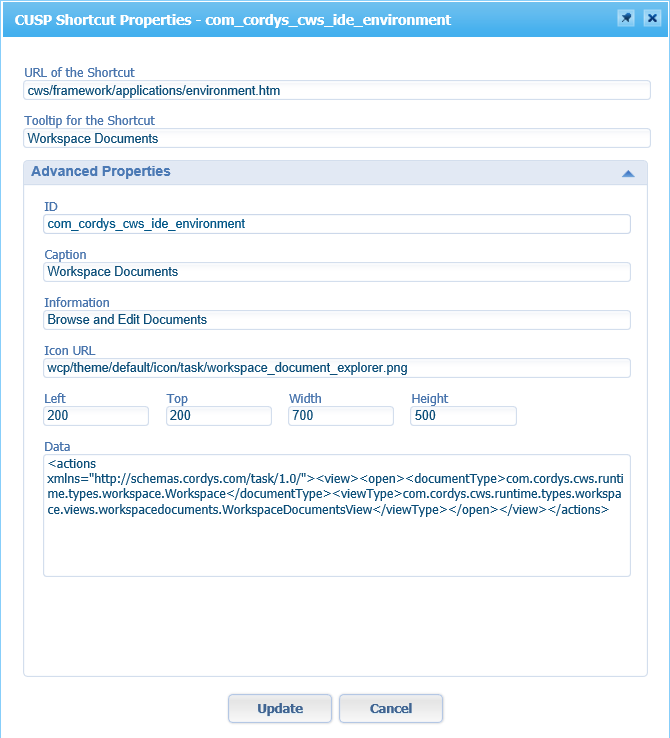 CUSP Shortcut Properties - com_cordys_cws_ide_environment
URL of the Shortcut
cws/framework/applications/environment.htm
Tooltip for the Shortcut
Workspace Documents
Advanced Properties
ID
com_cordys_cws_ide_environment
Caption
Workspace Documents
Information
Browse and Edit Documents
Icon URL
wcp/theme/default/icon/task/workspace_document_explorer.png
Left Top Width Height
200 200 700 500
Data
<actions
xmlns="http://schemas.cordys.com/task/1.0/"><view><open><documentType>com.cordys.cws.runti
me.types.workspace.Workspace</documentType><viewType>com.cordys.cws.runtime.types.workspa
ce.views.workspacedocuments.WorkspaceDocumentsView</viewType></open></view></actions>
Update Cancel